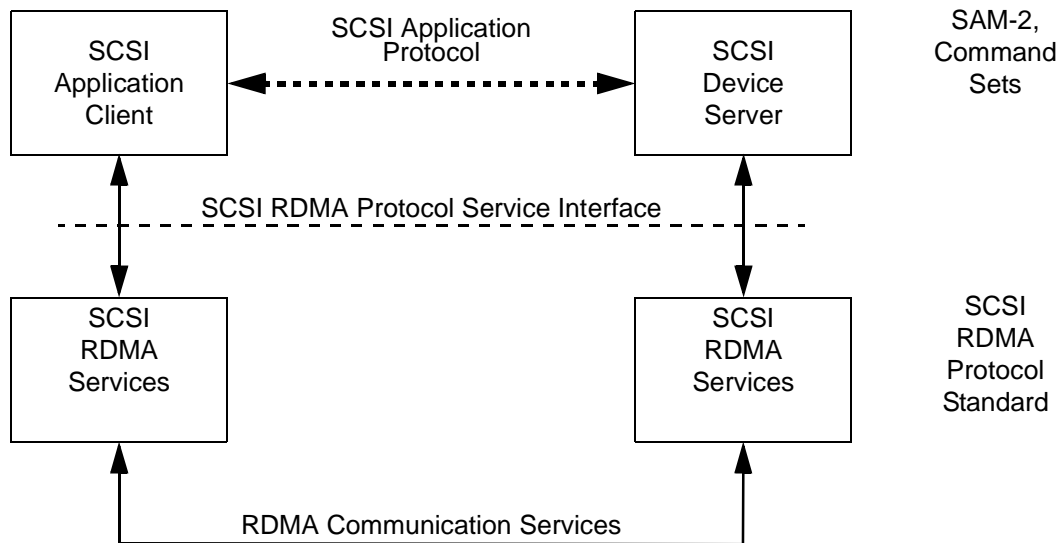 SCSI
Application
Client
SCSI Application
Protocol
SCSI
Device
Server
SAM-2,
Command
Sets
SCSI RDMA Protocol Service Interface
SCSI
RDMA
Services
SCSI
RDMA
Services
SCSI
RDMA
Protocol
Standard
RDMA Communication Services